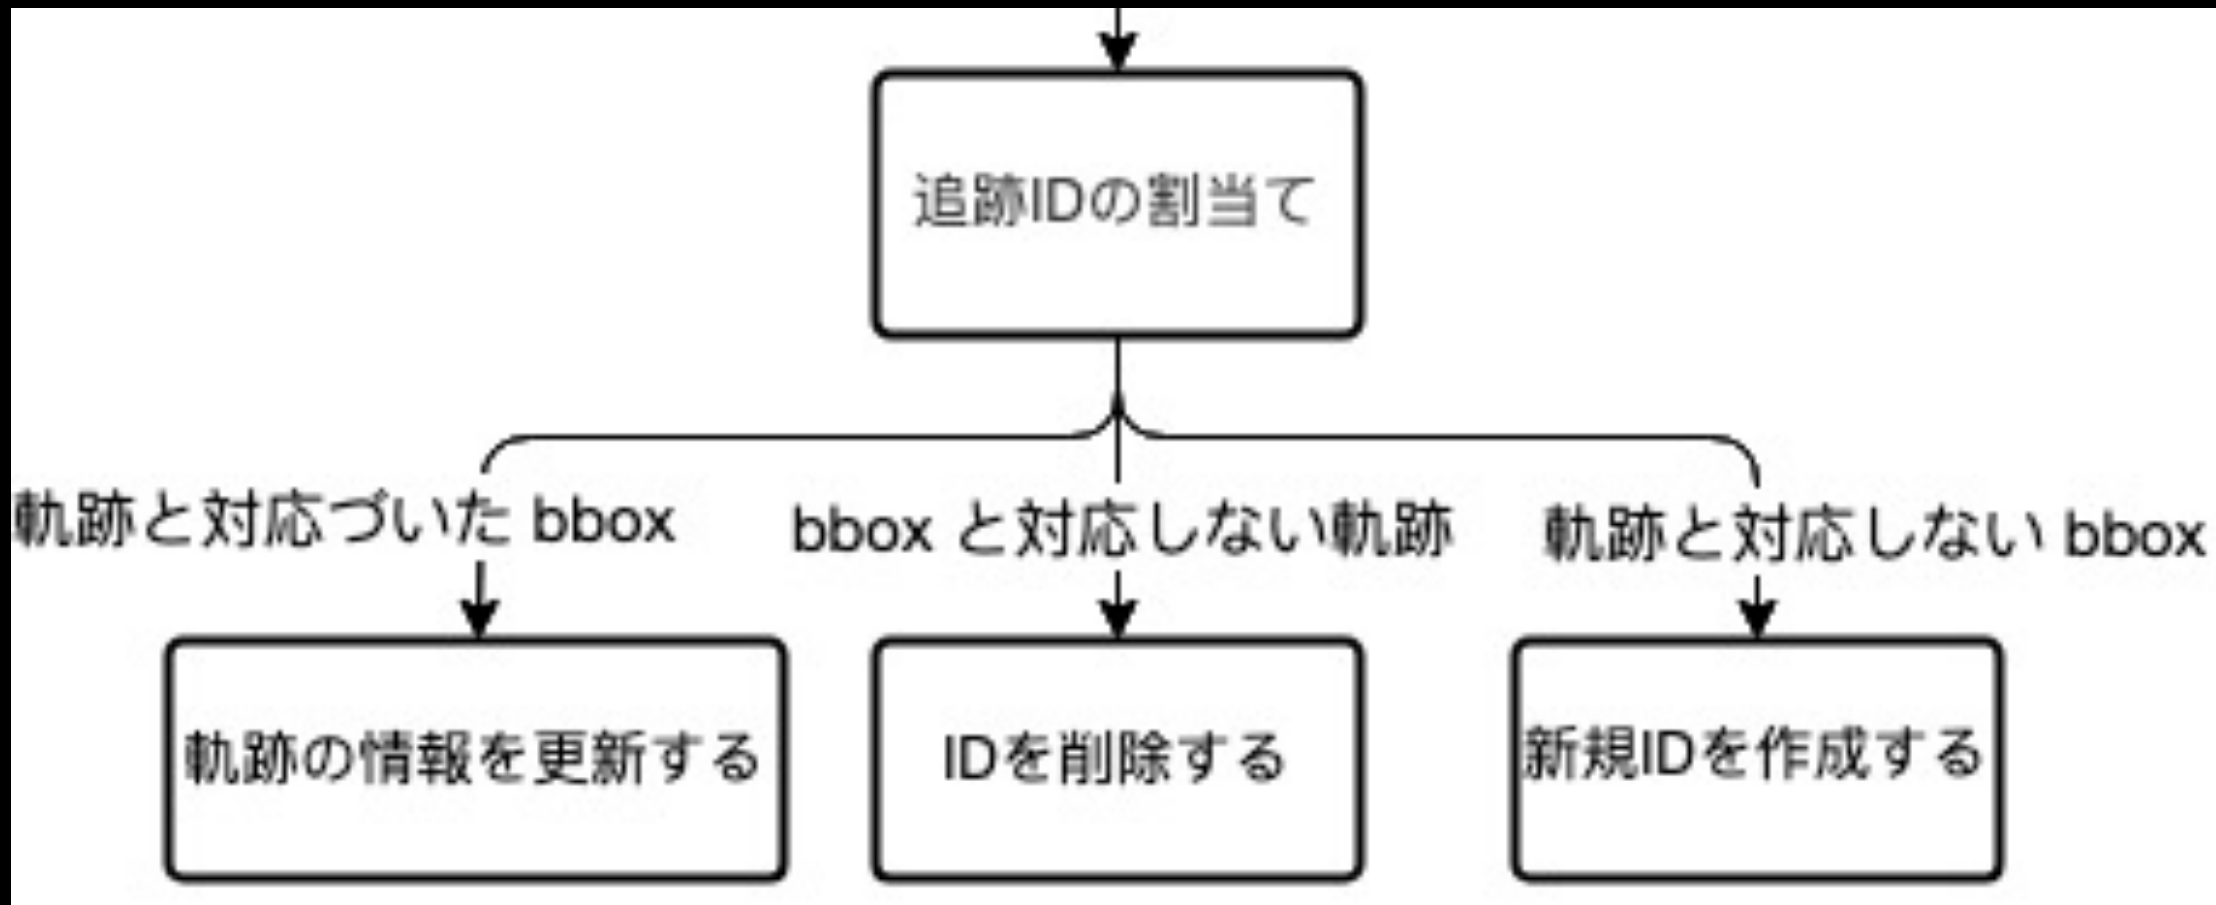 追跡IDの割当て
軌跡と対応づいた bbox
bbox と対応しない軌跡
軌跡と対応しない bbox
軌跡の情報を更新する
IDを削除する
新規IDを作成する